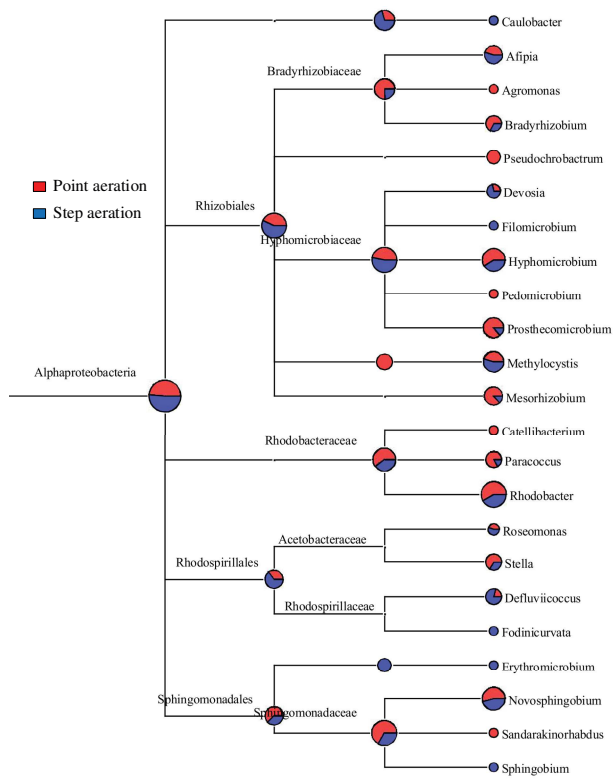 Caulobacter
Afipia
Bradyrhizobiaceae
Agromonas
Bradyrhizobium
Pseudochrobactrum
Point aeration
Step aeration
Devosia
Rhizobiales
Filomicrobium
Hyphomicrobiaceae
Hyphomicrobium
Pedomicrobium
Prosthecomicrobium
Methylocystis
Alphaproteobacteria
Mesorhizobium
Catellibacterium
Rhodobacteraceae
Paracoccus
Rhodobacter
Roseomonas
Acetobacteraceae
Stella
Rhodospirillales
Defluviicoccus
Rhodospirillaceae
Fodinicurvata
Erythromicrobium
Sphingomonadales
Novosphingobium
Sphingomonadaceae
Sandarakinorhabdus
Sphingobium